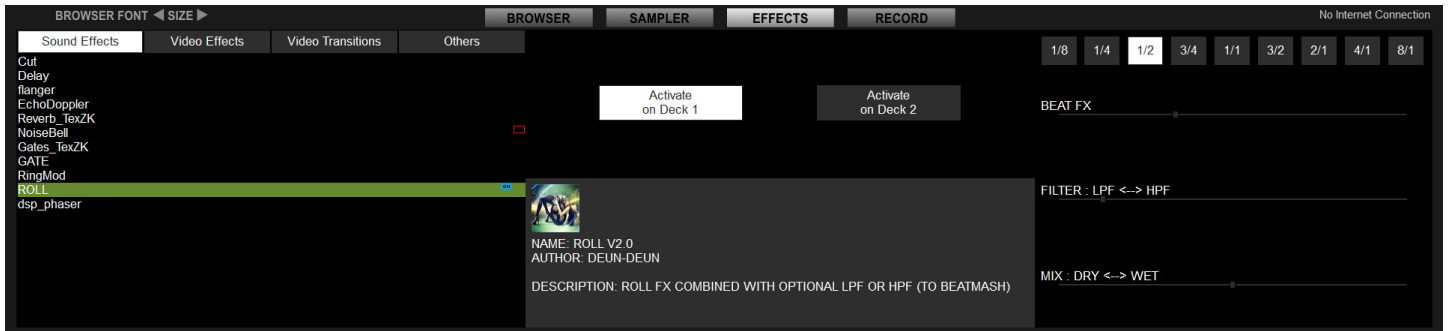 BROWSER FONT ◀ SIZE ▶
BROWSER
SAMPLER
EFFECTS
RECORD
No Internet Connection
Sound Effects
Video Effects
Video Transitions
Others
Cut
Delay
flanger
EchoDoppler
Reverb_TexZK
NoiseBell
Gates_TexZK
GATE
RingMod
ROLL
ON
dsp_phaser
Activate
on Deck 1
Activate
on Deck 2
NAME: ROLL V2.0
AUTHOR: DEUN-DEUN
DESCRIPTION: ROLL FX COMBINED WITH OPTIONAL LPF OR HPF (TO BEATMASH)
1/8
1/4
1/2
3/4
1/1
3/2
2/1
4/1
8/1
BEAT FX
FILTER : LPF <--> HPF
MIX : DRY <--> WET